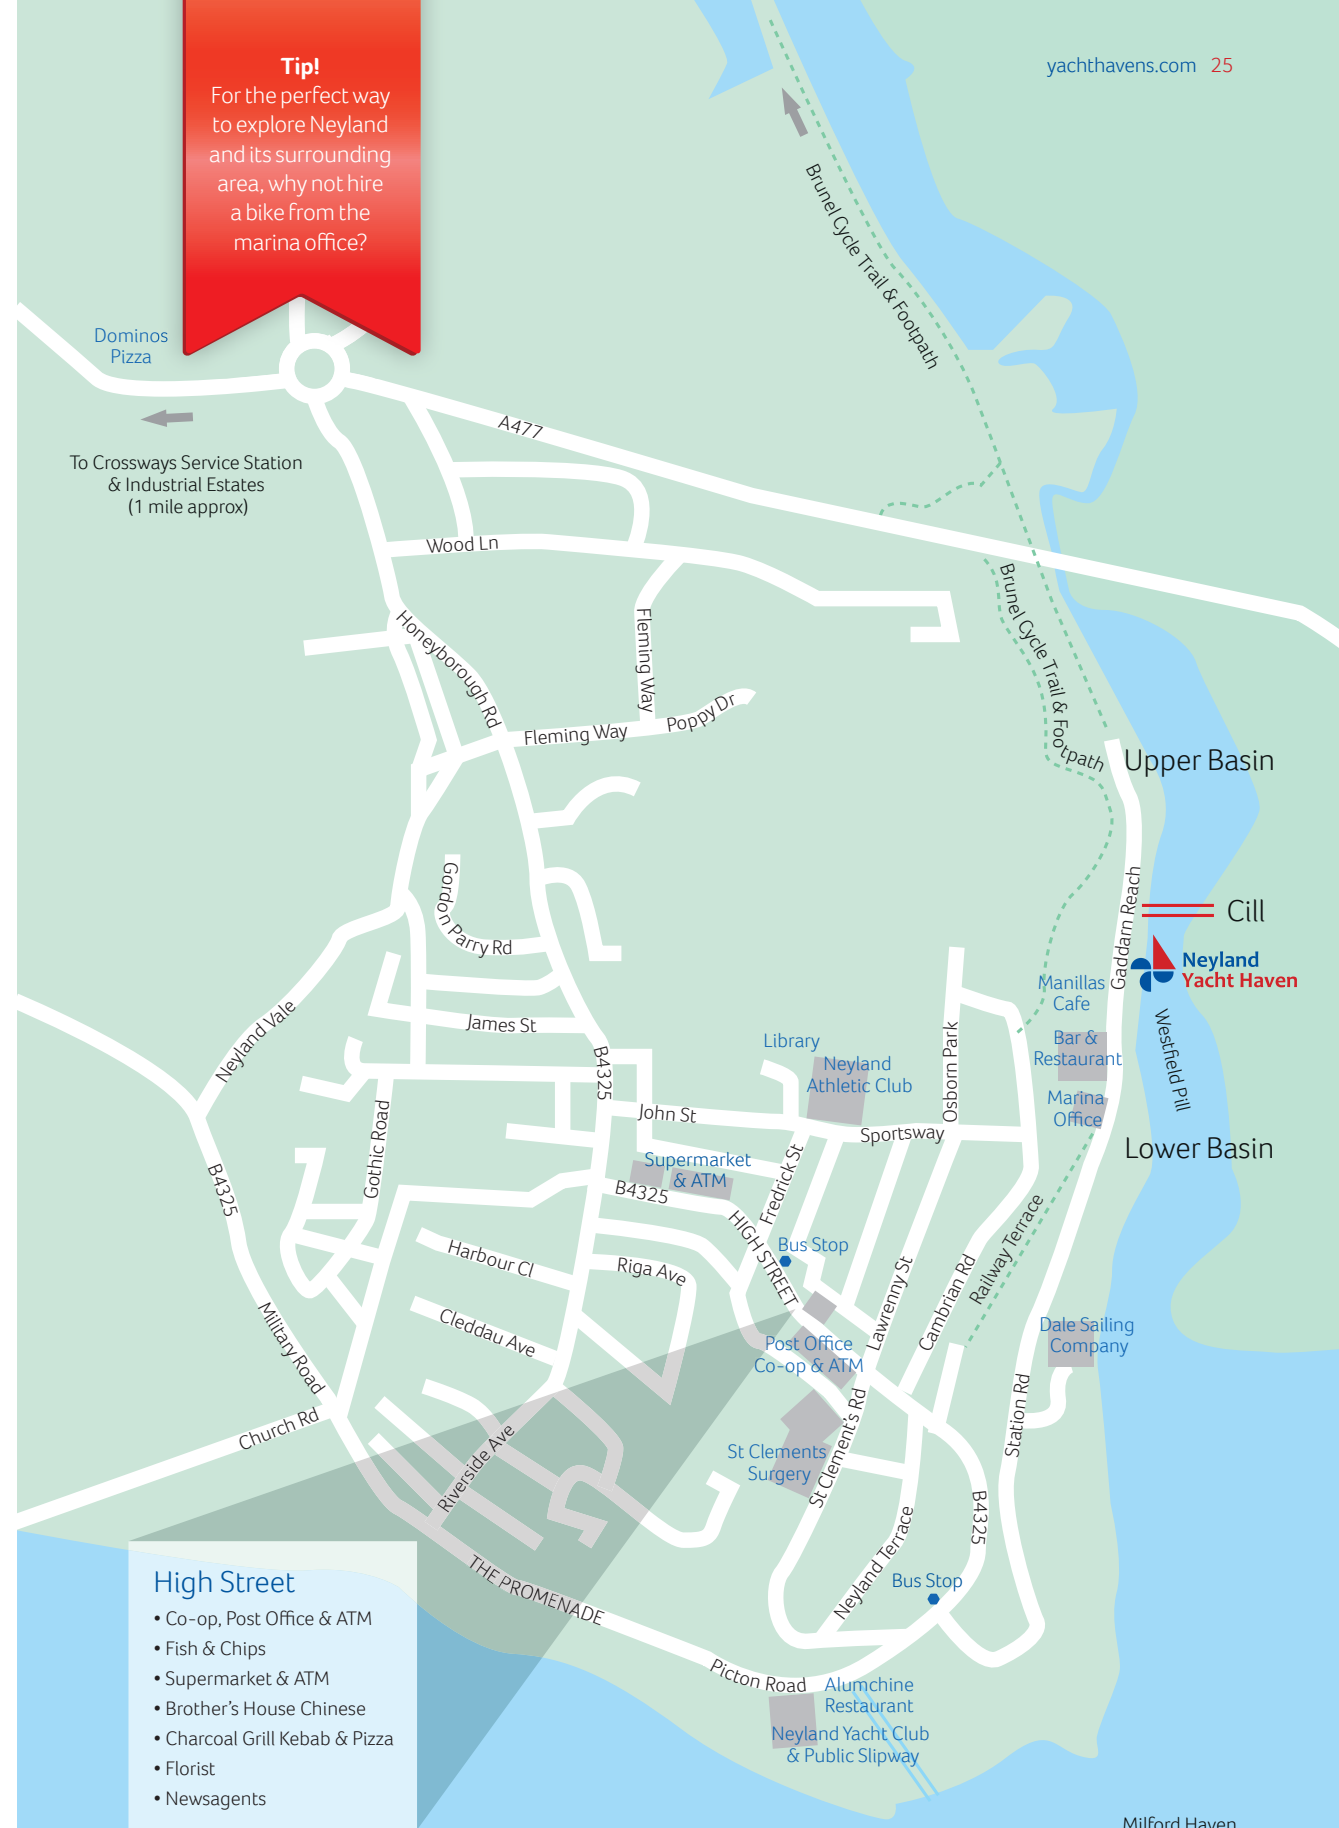 Tip!
For the perfect way
to explore Neyland
and its surrounding
area, why not hire
a bike from the
marina office?
yachthavens.com 25
Brunel Cycle Trail & Footpath
Dominos
Pizza
A477
To Crossways Service Station
& Industrial Estates
(1 mile approx)
Wood Ln
Brunel Cycle Trail & Footpath
Honeyborough Rd
Fleming Way
Fleming Way
Poppy Dr
Upper Basin
Gordon Parry Rd
Gaddarn Reach
Cill
Neyland
Yacht Haven
Manillas
Cafe
Neyland Vale
James St
Westfield Pill
Library
Bar &
Restaurant
Osborn Park
Neyland
Athletic Club
B4325
Marina
Office
John St
Gothic Road
Sportsway
Lower Basin
Supermarket
& ATM
Fredrick St
B4325
B4325
HIGH STREET
Railway Terrace
Bus Stop
Harbour Cl
Riga Ave
Lawrenny St
Cambrian Rd
Military Road
Cleddau Ave
Dale Sailing
Company
Post Office
Co-op & ATM
Station Rd
Church Rd
Riverside Ave
St Clement's Rd
St Clements
Surgery
B4325
Neyland Terrace
THE PROMENADE
Bus Stop
High Street
• Co-op, Post Office & ATM
• Fish & Chips
• Supermarket & ATM
• Brother's House Chinese
• Charcoal Grill Kebab & Pizza
• Florist
• Newsagents
Picton Road
Alumchine
Restaurant
Neyland Yacht Club
& Public Slipway
Milford Haven